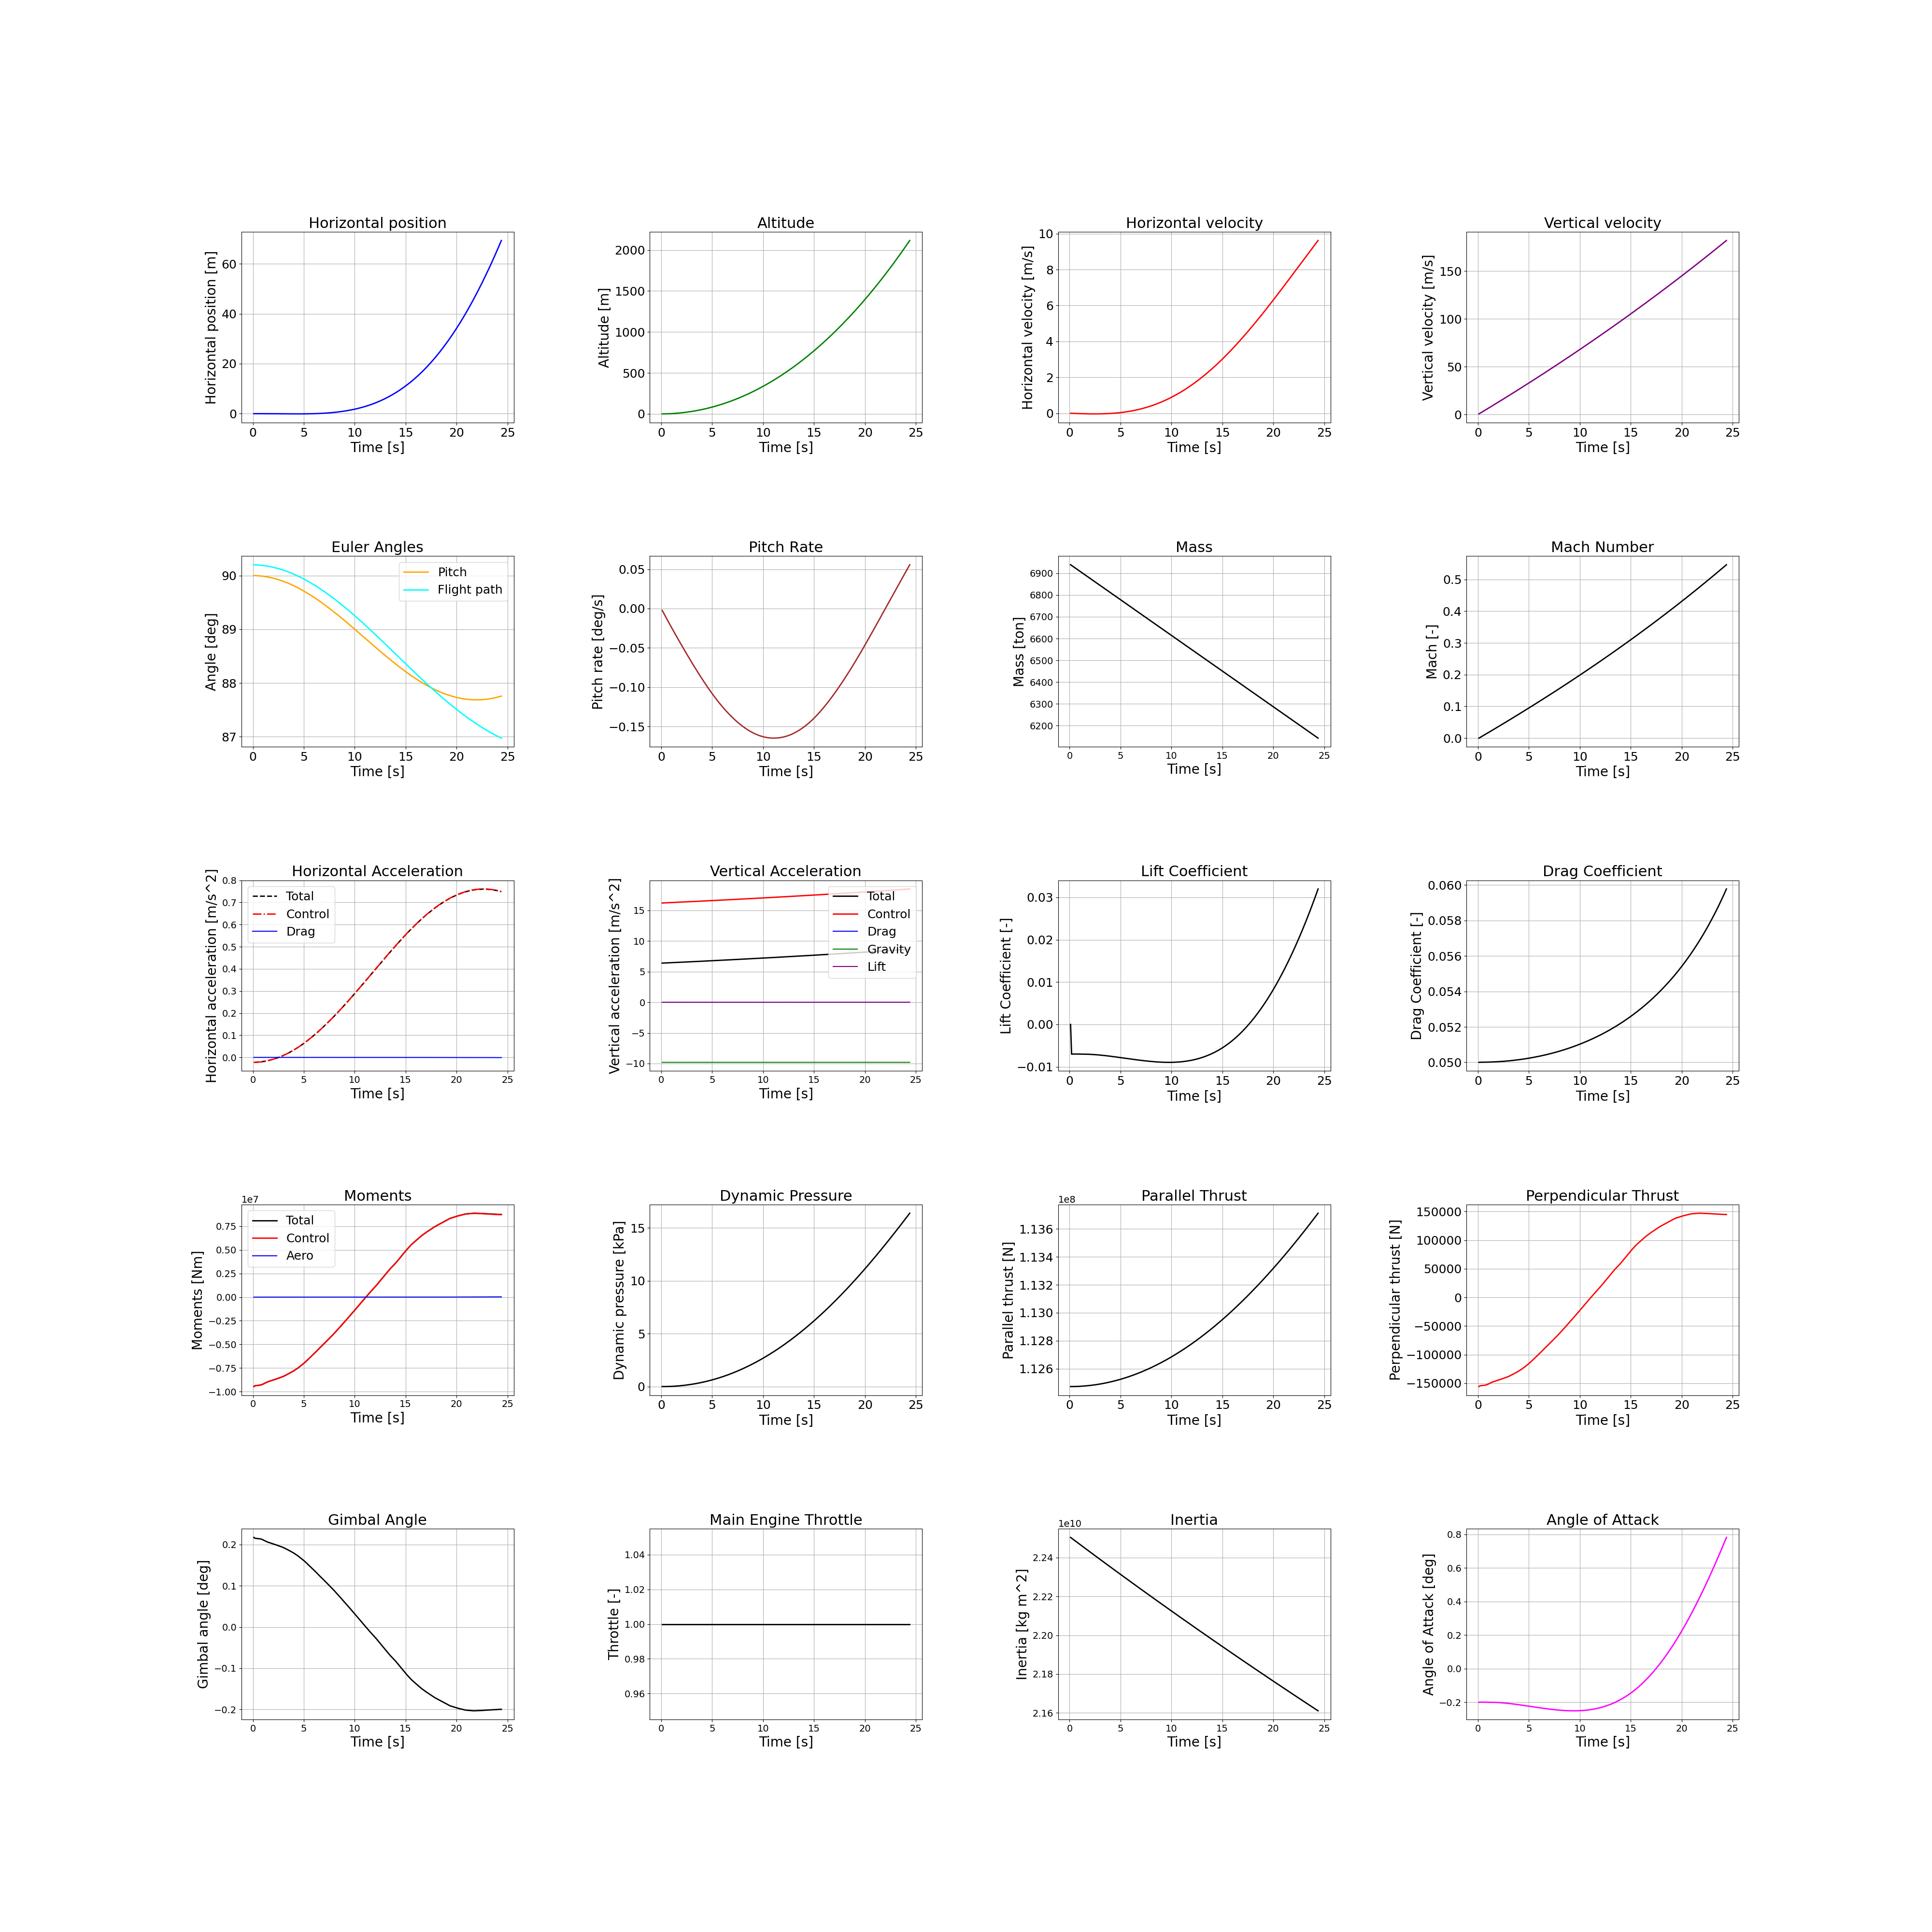 Horizontal position
Horizontal position [m]
60
40
20
0
0 5 10 15 20 25
Time [s]
Altitude
Altitude [m]
2000
1500
1000
500
0
0 5 10 15 20 25
Time [s]
Horizontal velocity
Horizontal velocity [m/s]
10
8
6
4
2
0
0 5 10 15 20 25
Time [s]
Vertical velocity
Vertical velocity [m/s]
150
100
50
0
0 5 10 15 20 25
Time [s]
Euler Angles
Angle [deg]
90
89
88
87
Pitch
Flight path
0 5 10 15 20 25
Time [s]
Pitch Rate
Pitch rate [deg/s]
0.05
0.00
−0.05
−0.10
−0.15
0 5 10 15 20 25
Time [s]
Mass
Mass [ton]
6900
6800
6700
6600
6500
6400
6300
6200
0 5 10 15 20 25
Time [s]
Mach Number
Mach [-]
0.5
0.4
0.3
0.2
0.1
0.0
0 5 10 15 20 25
Time [s]
Horizontal Acceleration
Horizontal acceleration [m/s^2]
0.8
0.7
0.6
0.5
0.4
0.3
0.2
0.1
0.0
Total
Control
Drag
0 5 10 15 20 25
Time [s]
Vertical Acceleration
Vertical acceleration [m/s^2]
15
10
5
0
−5
−10
Total
Control
Drag
Gravity
Lift
0 5 10 15 20 25
Time [s]
Lift Coefficient
Lift Coefficient [-]
0.03
0.02
0.01
0.00
−0.01
0 5 10 15 20 25
Time [s]
Drag Coefficient
Drag Coefficient [-]
0.060
0.058
0.056
0.054
0.052
0.050
0 5 10 15 20 25
Time [s]
Moments
1e7
Moments [Nm]
0.75
0.50
0.25
0.00
−0.25
−0.50
−0.75
−1.00
Total
Control
Aero
0 5 10 15 20 25
Time [s]
Dynamic Pressure
Dynamic pressure [kPa]
15
10
5
0
0 5 10 15 20 25
Time [s]
Parallel Thrust
1e8
Parallel thrust [N]
1.136
1.134
1.132
1.130
1.128
1.126
0 5 10 15 20 25
Time [s]
Perpendicular Thrust
Perpendicular thrust [N]
150000
100000
50000
0
−50000
−100000
−150000
0 5 10 15 20 25
Time [s]
Gimbal Angle
Gimbal angle [deg]
0.2
0.1
0.0
−0.1
−0.2
0 5 10 15 20 25
Time [s]
Main Engine Throttle
Throttle [-]
1.04
1.02
1.00
0.98
0.96
0 5 10 15 20 25
Time [s]
Inertia
1e10
Inertia [kg m^2]
2.24
2.22
2.20
2.18
2.16
0 5 10 15 20 25
Time [s]
Angle of Attack
Angle of Attack [deg]
0.8
0.6
0.4
0.2
0.0
−0.2
0 5 10 15 20 25
Time [s]